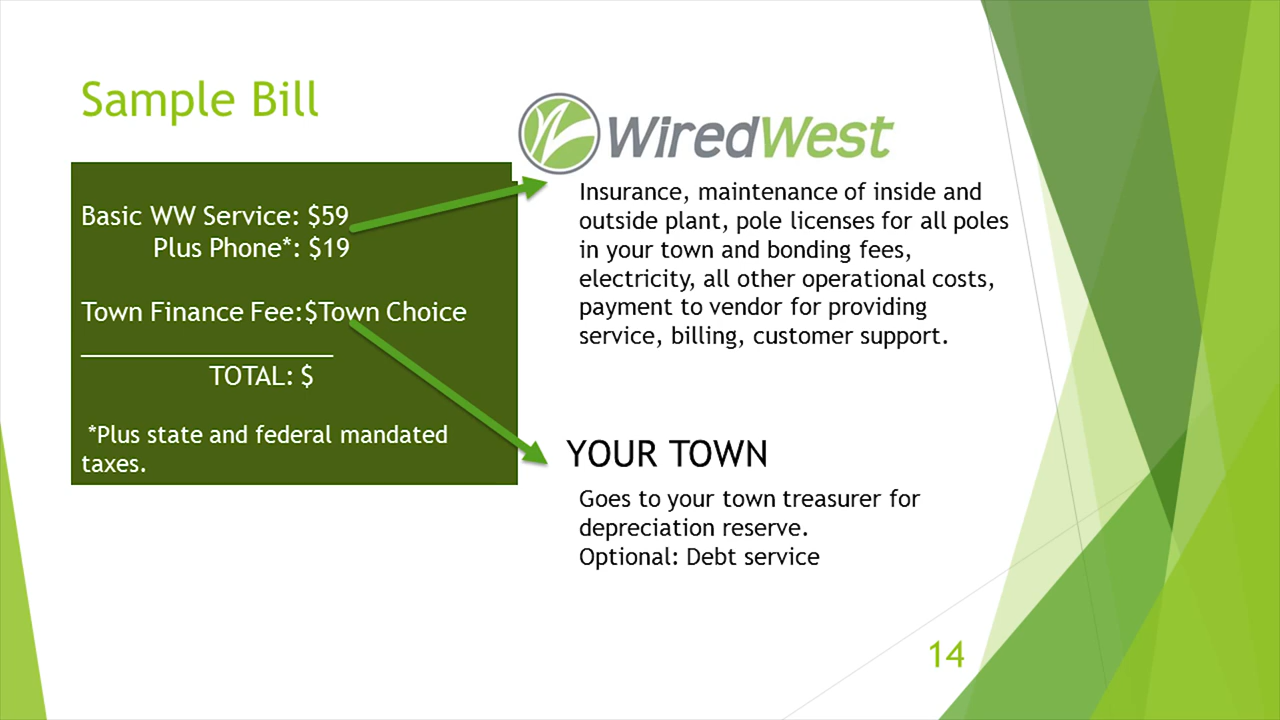 Sample Bill
WiredWest
Basic WW Service: $59
Plus Phone*: $19
Town Finance Fee:$Town Choice
TOTAL: $
*Plus state and federal mandated
taxes.
Insurance, maintenance of inside and
outside plant, pole licenses for all poles
in your town and bonding fees,
electricity, all other operational costs,
payment to vendor for providing
service, billing, customer support.
YOUR TOWN
Goes to your town treasurer for
depreciation reserve.
Optional: Debt service
14